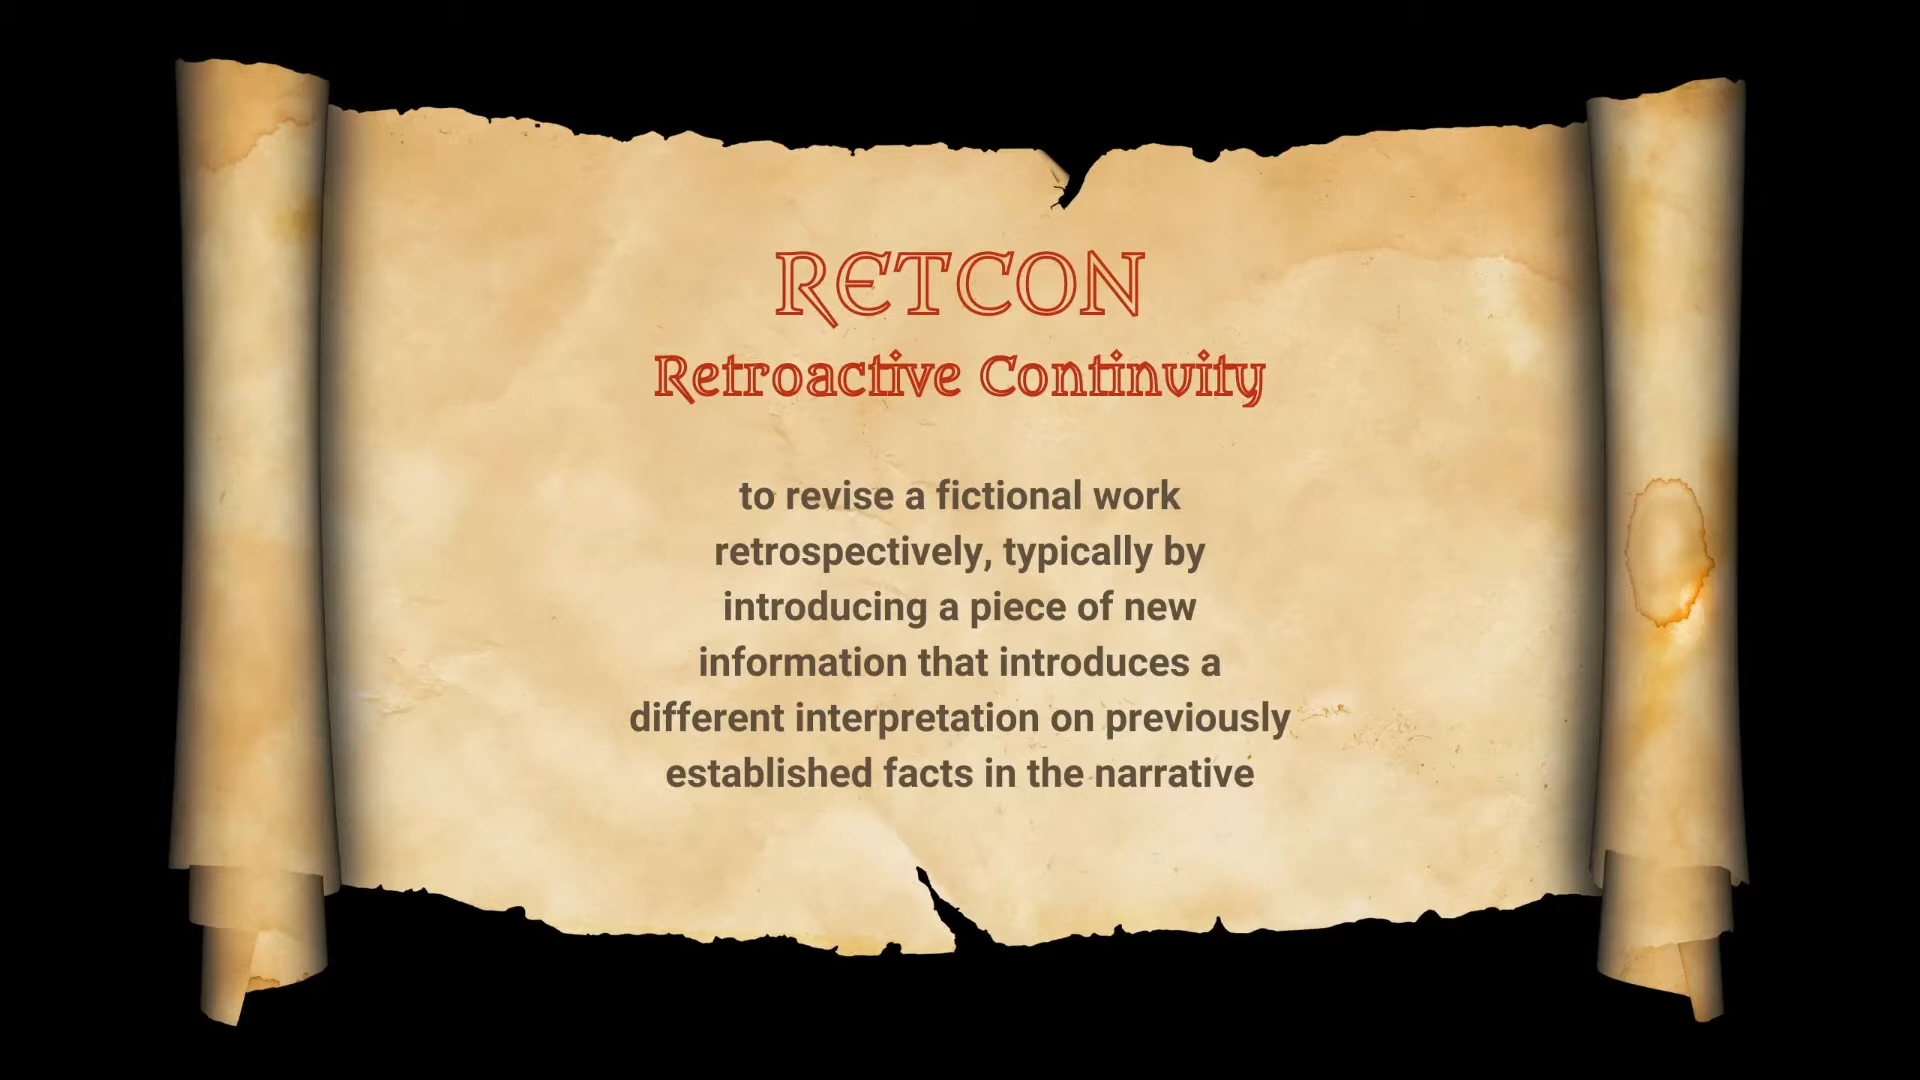 RETCON
Retroactive Continuity
to revise a fictional work
retrospectively, typically by
introducing a piece of new
information that introduces a
different interpretation on previously
established facts in the narrative